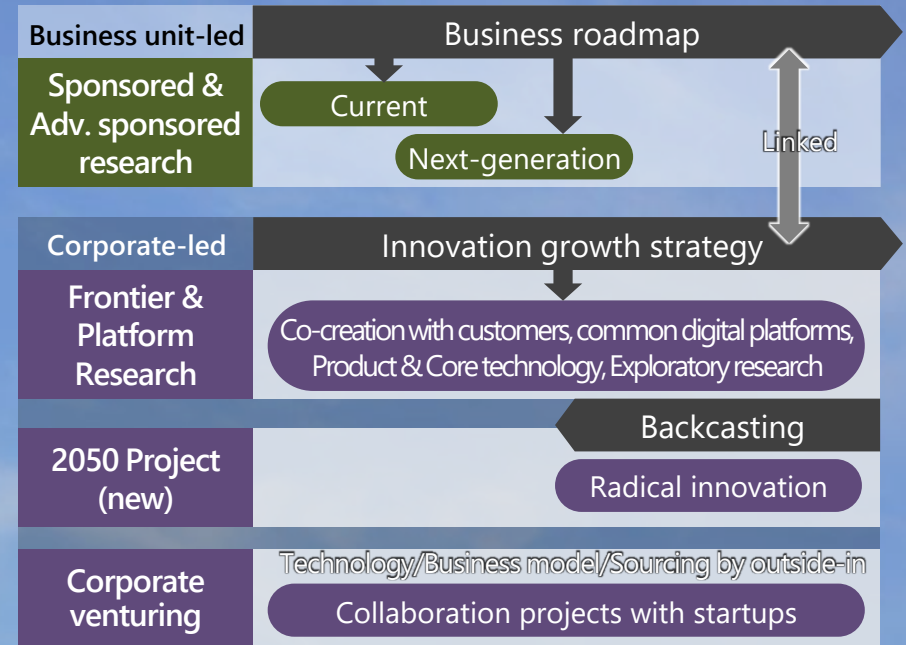 Business unit-led
Business roadmap
Sponsored &
Adv. sponsored
research
Current
Next-generation
Linked
Corporate-led
Innovation growth strategy
Frontier &
Platform
Research
Co-creation with customers, common digital platforms,
Product & Core technology, Exploratory research
Backcasting
2050 Project
(new)
Radical innovation
Technology/Business model/Sourcing by outside-in
Corporate
venturing
Collaboration projects with startups